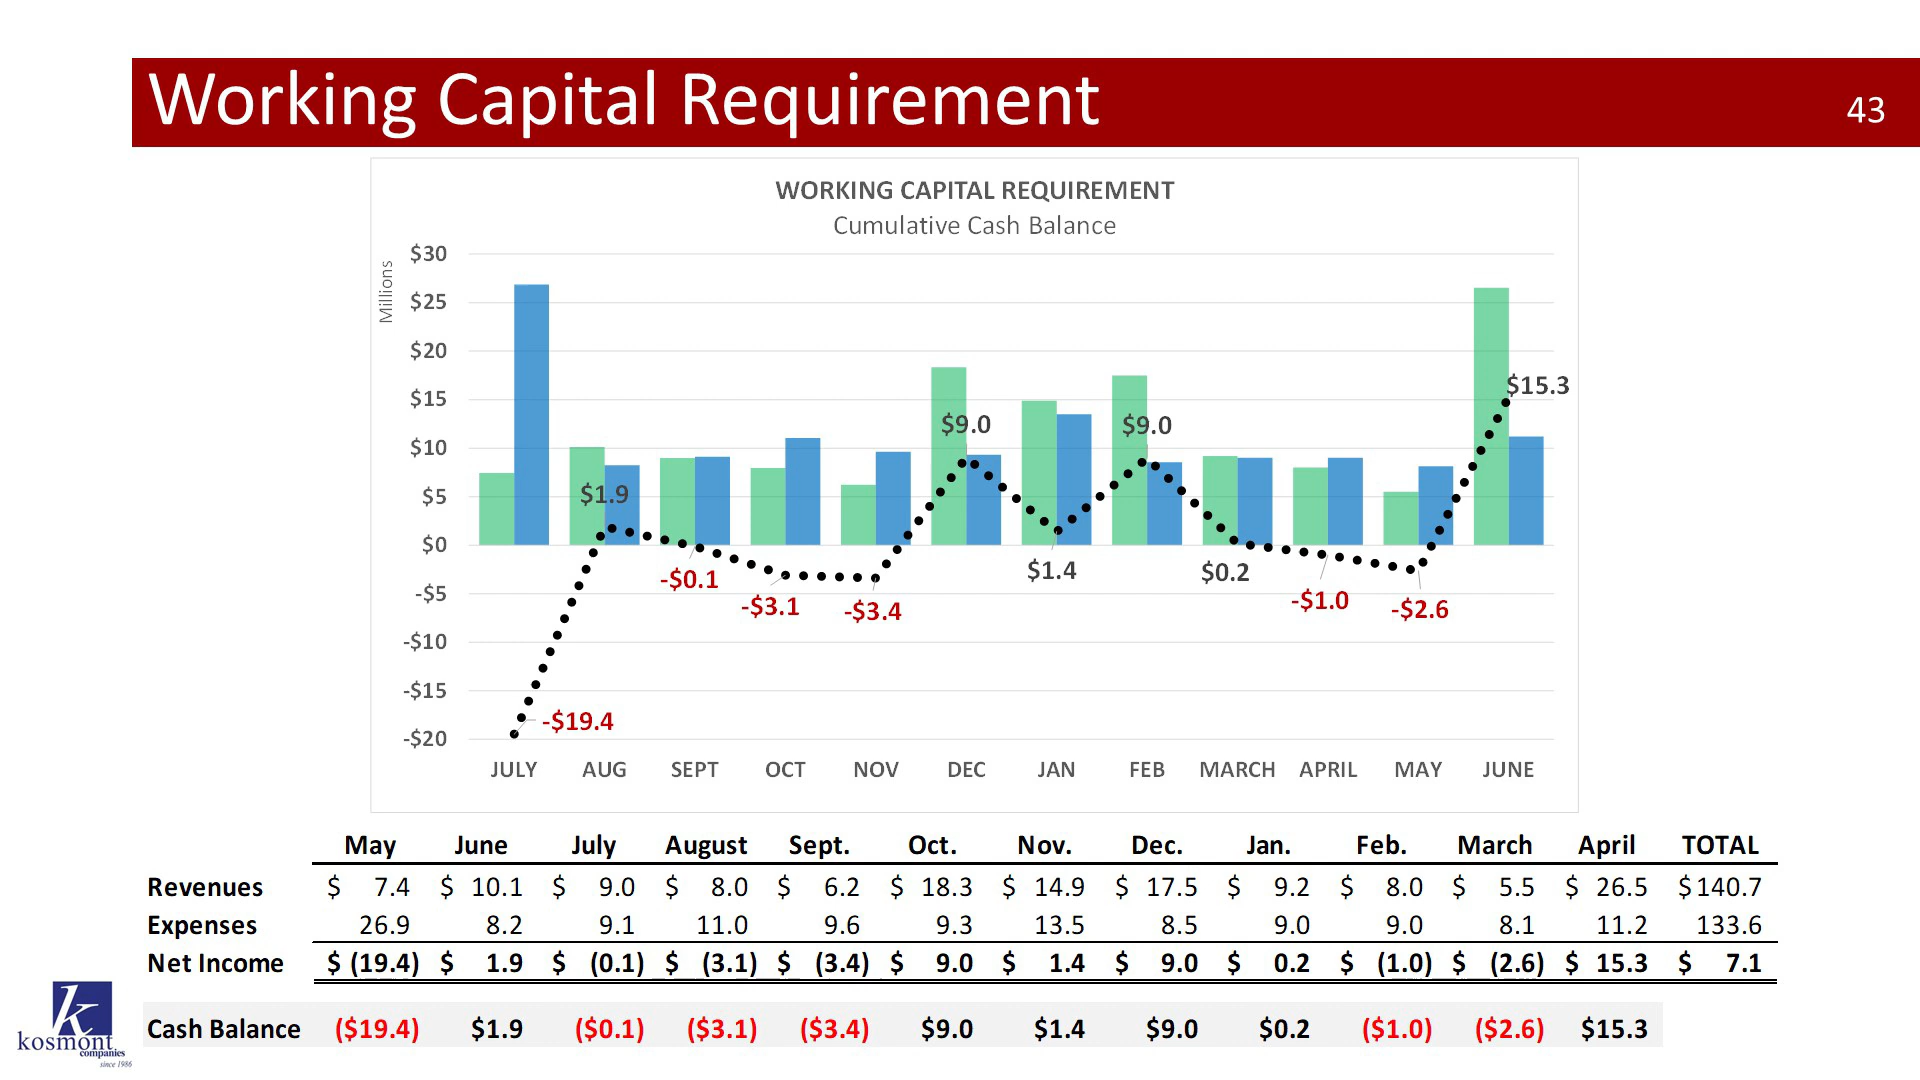 Working Capital Requirement
43
WORKING CAPITAL REQUIREMENT
Cumulative Cash Balance
Millions
$30
$25
$20
$15
$10
$5
$0
-$5
-$10
-$15
-$20
-$19.4
$1.9
-$0.1
-$3.1
-$3.4
$9.0
$1.4
$9.0
$0.2
-$1.0
-$2.6
$15.3
JULY AUG SEPT OCT NOV DEC JAN FEB MARCH APRIL MAY JUNE
May June July August Sept. Oct. Nov. Dec. Jan. Feb. March April TOTAL
Revenues $ 7.4 $ 10.1 $ 9.0 $ 8.0 $ 6.2 $ 18.3 $ 14.9 $ 17.5 $ 9.2 $ 8.0 $ 5.5 $ 26.5 $ 140.7
Expenses 26.9 8.2 9.1 11.0 9.6 9.3 13.5 8.5 9.0 9.0 8.1 11.2 133.6
Net Income $ (19.4) $ 1.9 $ (0.1) $ (3.1) $ (3.4) $ 9.0 $ 1.4 $ 9.0 $ 0.2 $ (1.0) $ (2.6) $ 15.3 $ 7.1
Cash Balance ($19.4) $1.9 ($0.1) ($3.1) ($3.4) $9.0 $1.4 $9.0 $0.2 ($1.0) ($2.6) $15.3
k
kosmont
companies
since 1986